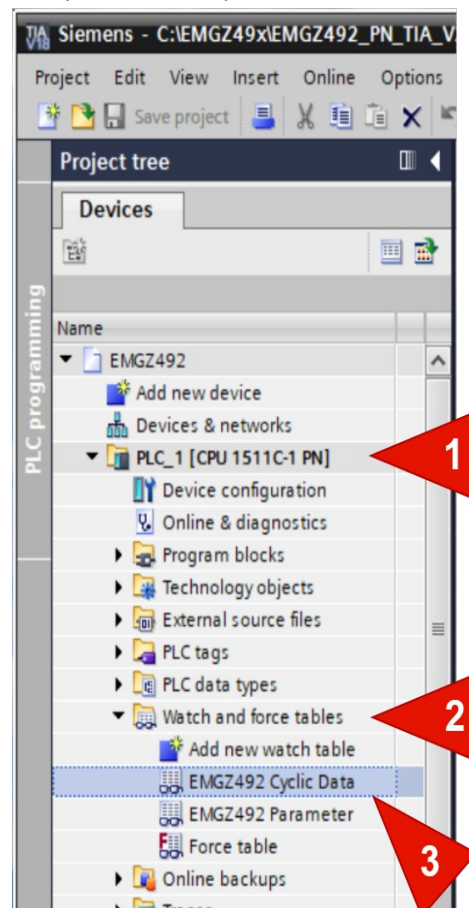 TIA V18 Siemens - C:\EMGZ49x\EMGZ492_PN_TIA_V
Project Edit View Insert Online Options
Save project
Project tree
Devices
PLC programming
Name
EMGZ492
Add new device
Devices & networks
PLC_1 [CPU 1511C-1 PN]
1
Device configuration
Online & diagnostics
Program blocks
Technology objects
External source files
PLC tags
PLC data types
Watch and force tables
2
Add new watch table
EMGZ492 Cyclic Data
EMGZ492 Parameter
Force table
3
Online backups